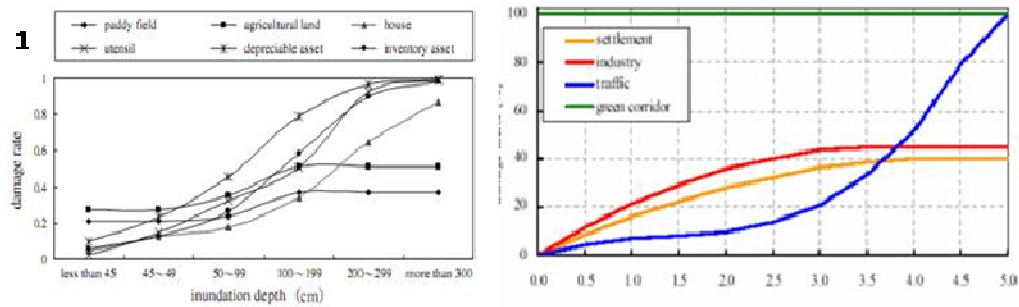 1
paddy field agricultural land house
utensil depreciable asset inventory asset
damage rate
1
0.8
0.6
0.4
0.2
0
less than 45 45~49 50~99 100~199 200~299 more than 300
inundation depth (cm)
100
80
60
40
20
0
settlement
industry
traffic
green corridor
0.0 0.5 1.0 1.5 2.0 2.5 3.0 3.5 4.0 4.5 5.0